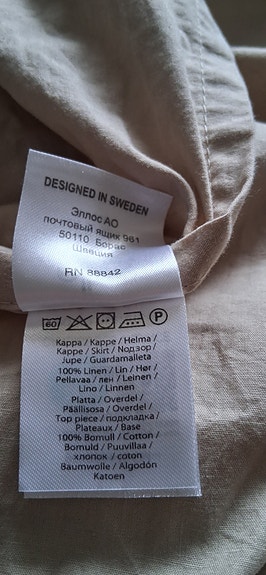 DESIGNED IN SWEDEN
Эллос АО
почтовый ящик 961
50110 Борас
Швеция
RN 88842
60 P
Kappa / Kappe / Helma /
Kappe / Skirt / Nодзор /
Jupe / Guardamalleta
100% Linen / Lin / Hør /
Pellavaa / лен / Leinen /
Lino / Linnen
Platta / Overdel /
Päällisosa / Overdel /
Top piece / подкладка /
Plateaux / Base
100% Bomull / Cotton /
Bomuld / Puuvillaa /
хлопок / coton
Baumwolle / Algodón
Katoen